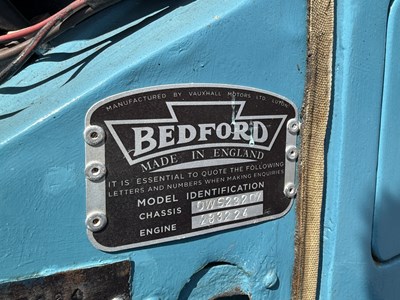 MANUFACTURED BY VAUXHALL MOTORS LTD. LUTON
BEDFORD
MADE IN ENGLAND
IT IS ESSENTIAL TO QUOTE THE FOLLOWING
LETTERS AND NUMBERS WHEN MAKING ENQUIRIES
MODEL IDENTIFICATION
CHASSIS
ENGINE 283224